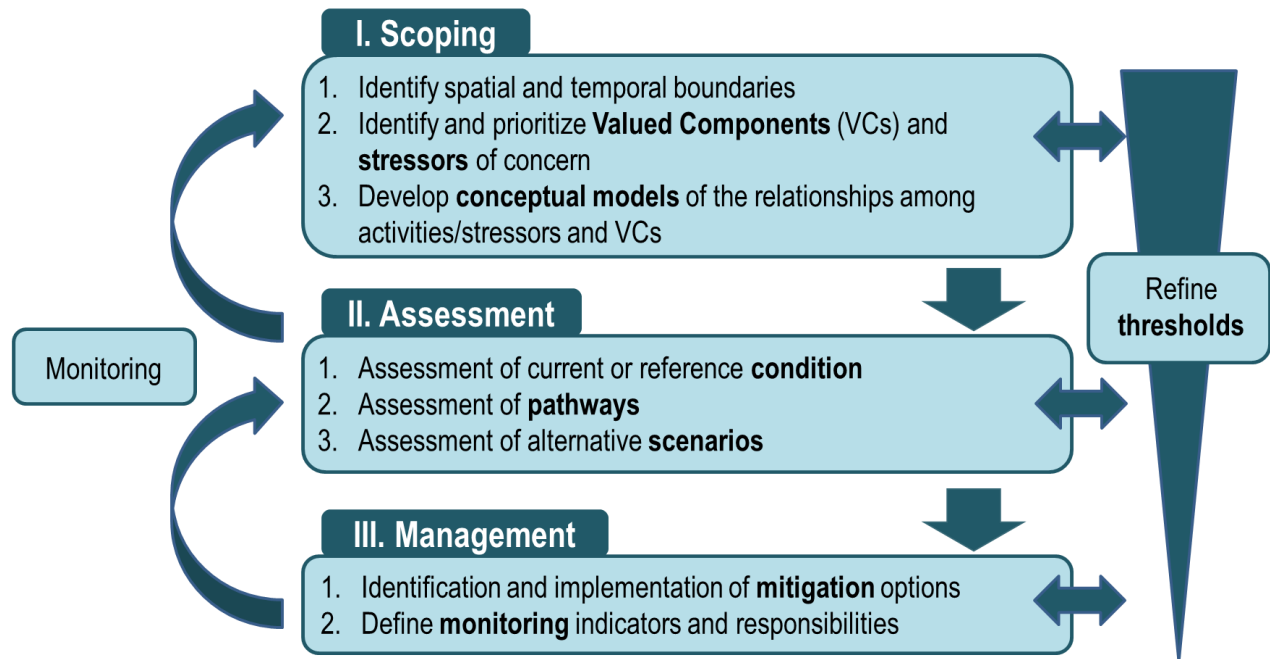 I. Scoping
1. Identify spatial and temporal boundaries
2. Identify and prioritize Valued Components (VCs) and
stressors of concern
3. Develop conceptual models of the relationships among
activities/stressors and VCs
Refine
thresholds
II. Assessment
Monitoring
1. Assessment of current or reference condition
2. Assessment of pathways
3. Assessment of alternative scenarios
III. Management
1. Identification and implementation of mitigation options
2. Define monitoring indicators and responsibilities